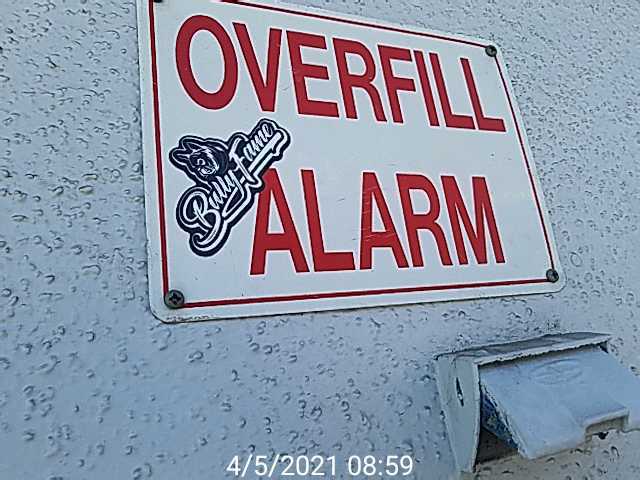 OVERFILL
Bully Fame
ALARM
4/5/2021 08:59